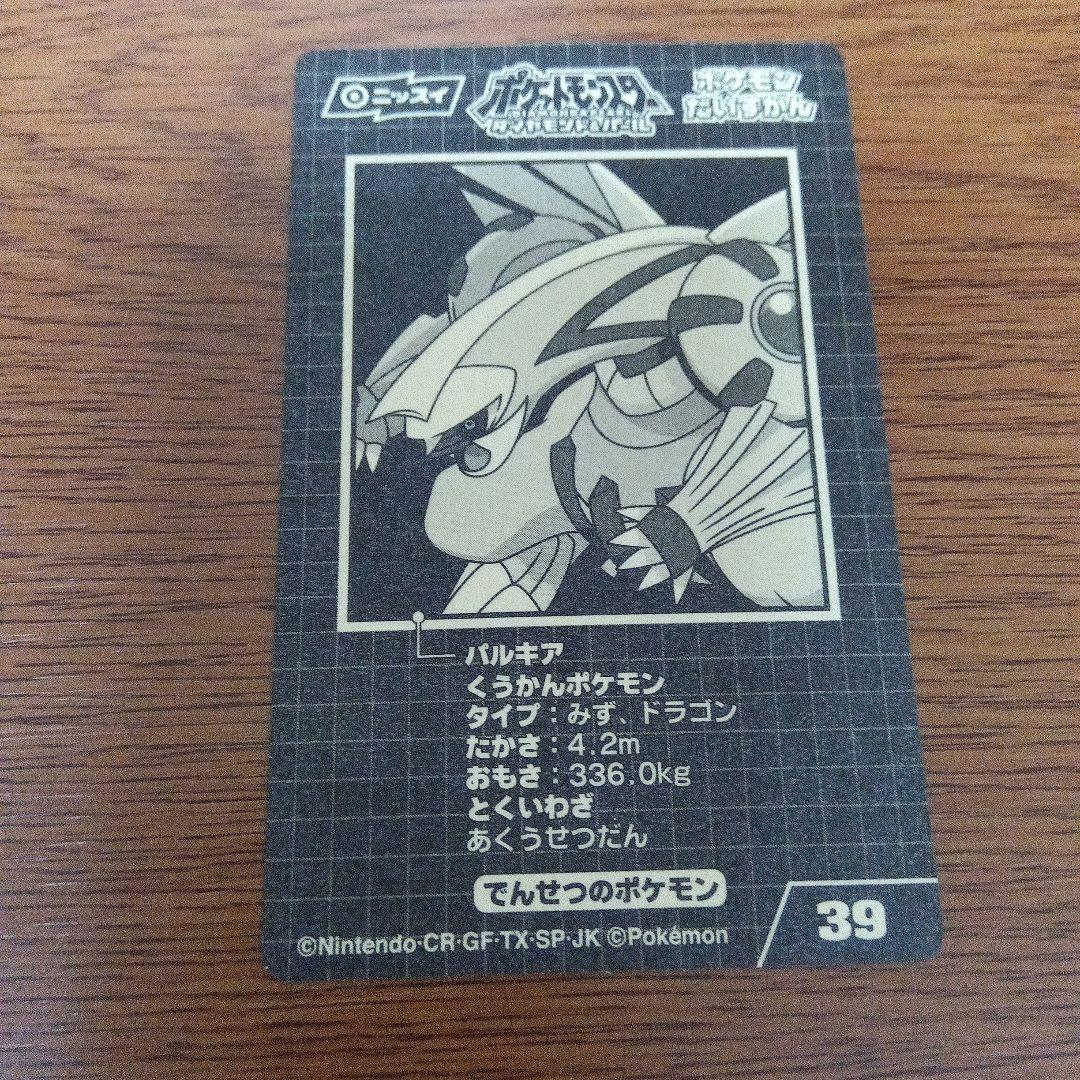 ニッスイ
ポケットモンスター
DIAMOND & PEARL
ダイヤモンド&パール
ポケモン
だいずかん
パルキア
くうかんポケモン
タイプ：みず、ドラゴン
たかさ：4.2m
おもさ：336.0kg
とくいわざ
あくうせつだん
でんせつのポケモン
©Nintendo･CR･GF･TX･SP･JK ©Pokémon
39